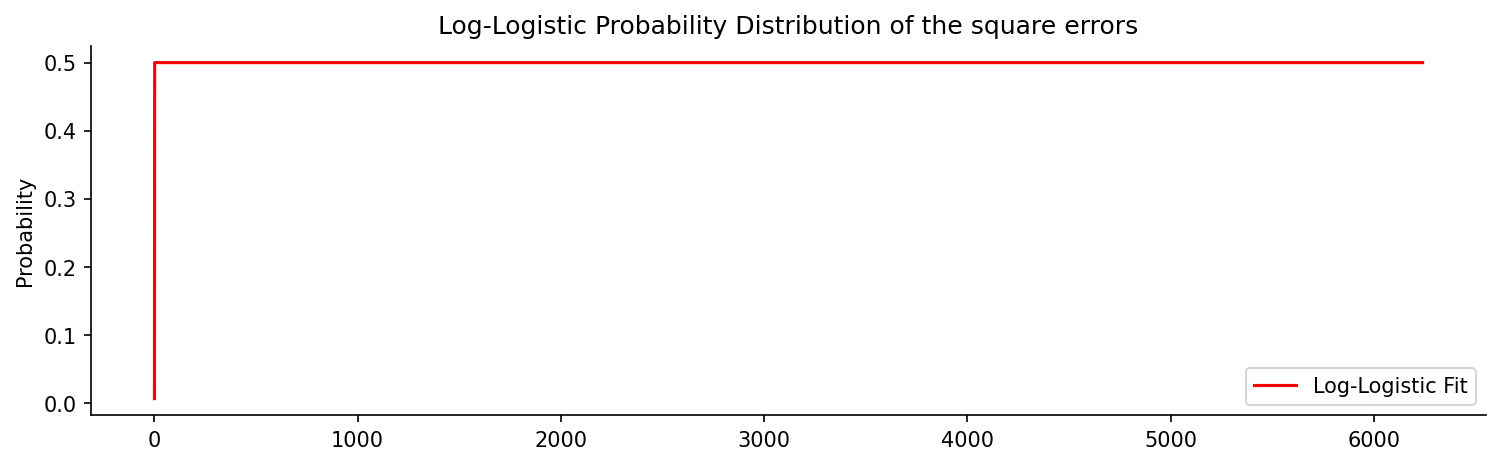 Log-Logistic Probability Distribution of the square errors
Probability
0.5
0.4
0.3
0.2
0.1
0.0
Log-Logistic Fit
0 1000 2000 3000 4000 5000 6000